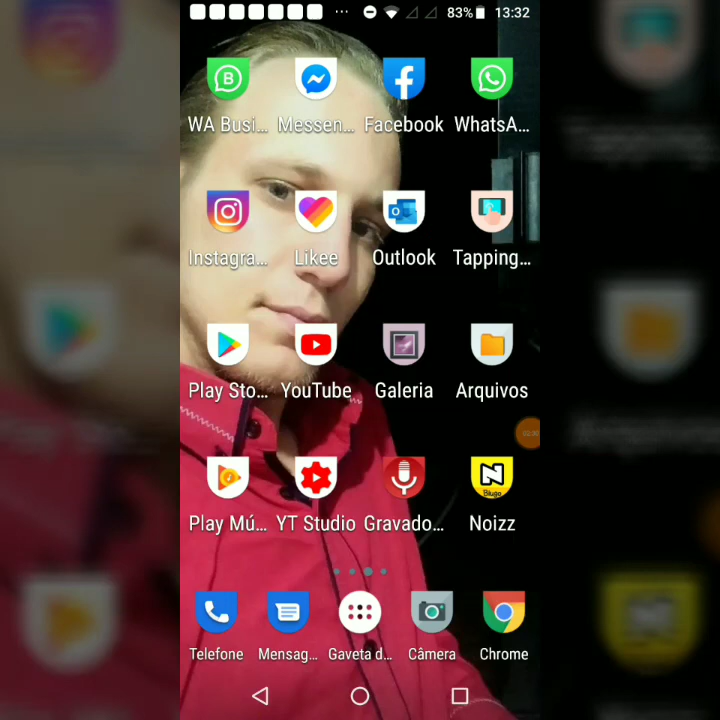 83% 13:32
WA Busi... Messen... Facebook WhatsA...
Instagra... Likee Outlook Tapping...
Play Sto... YouTube Galeria Arquivos
Play Mú... YT Studio Gravado... Noizz
Telefone Mensag... Gaveta d... Câmera Chrome